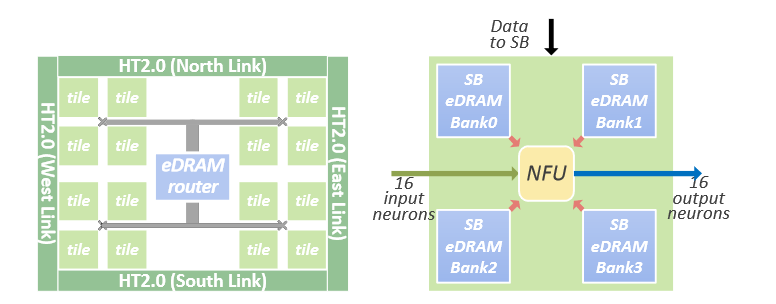 HT2.0 (North Link)
HT2.0 (West Link)
tile tile tile tile
tile tile tile tile
eDRAM
router
tile tile tile tile
tile tile tile tile
HT2.0 (East Link)
HT2.0 (South Link)
Data
to SB
SB
eDRAM
Bank0
SB
eDRAM
Bank1
16
input
neurons
NFU
16
output
neurons
SB
eDRAM
Bank2
SB
eDRAM
Bank3